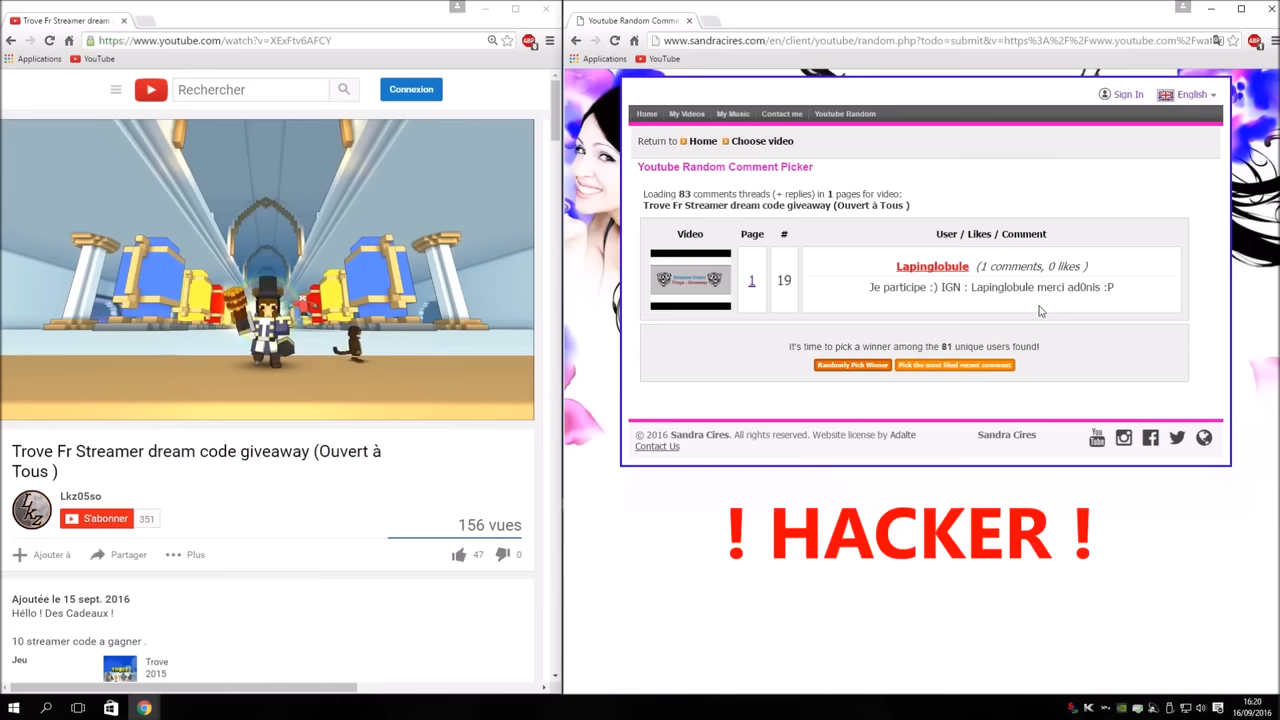 Trove Fr Streamer dream
https://www.youtube.com/watch?v=XExFtv6AFCY
Applications YouTube
Rechercher
Connexion
Trove Fr Streamer dream code giveaway (Ouvert à
Tous )
Lkz05so
S'abonner 351
156 vues
Ajouter à Partager Plus 47 0
Ajoutée le 15 sept. 2016
Héllo ! Des Cadeaux !
10 streamer code a gagner .
Jeu
Trove
2015
Youtube Random Comme
www.sandracires.com/en/client/youtube/random.php?todo=submit&v=https%3A%2F%2Fwww.youtube.com%2Fwat
Applications YouTube
Sign In English
Home My Videos My Music Contact me Youtube Random
Return to Home Choose video
Youtube Random Comment Picker
Loading 83 comments threads (+ replies) in 1 pages for video:
Trove Fr Streamer dream code giveaway (Ouvert à Tous )
Video Page # User / Likes / Comment
Lapinglobule (1 comments, 0 likes )
1 19
Je participe :) IGN : Lapinglobule merci ad0nis :P
It's time to pick a winner among the 81 unique users found!
Randomly Pick Winner Pick the most liked recent comment
© 2016 Sandra Cires. All rights reserved. Website license by Adalte Sandra Cires
Contact Us
! HACKER !
16:20
16/09/2016